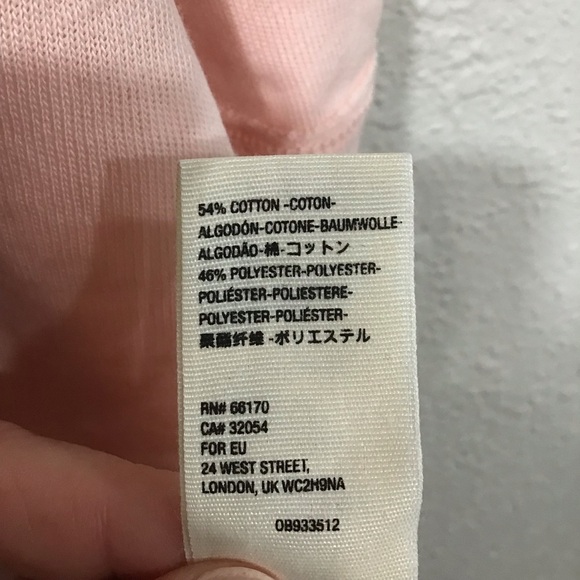 54% COTTON -COTON-
ALGODÓN-COTONE-BAUMWOLLE-
ALGODÃO-棉-コットン
46% POLYESTER-POLYESTER-
POLIÉSTER-POLIESTERE-
POLYESTER-POLIÉSTER-
聚酯纤维-ポリエステル
RN# 66170
CA# 32054
FOR EU
24 WEST STREET,
LONDON, UK WC2H9NA
OB933512